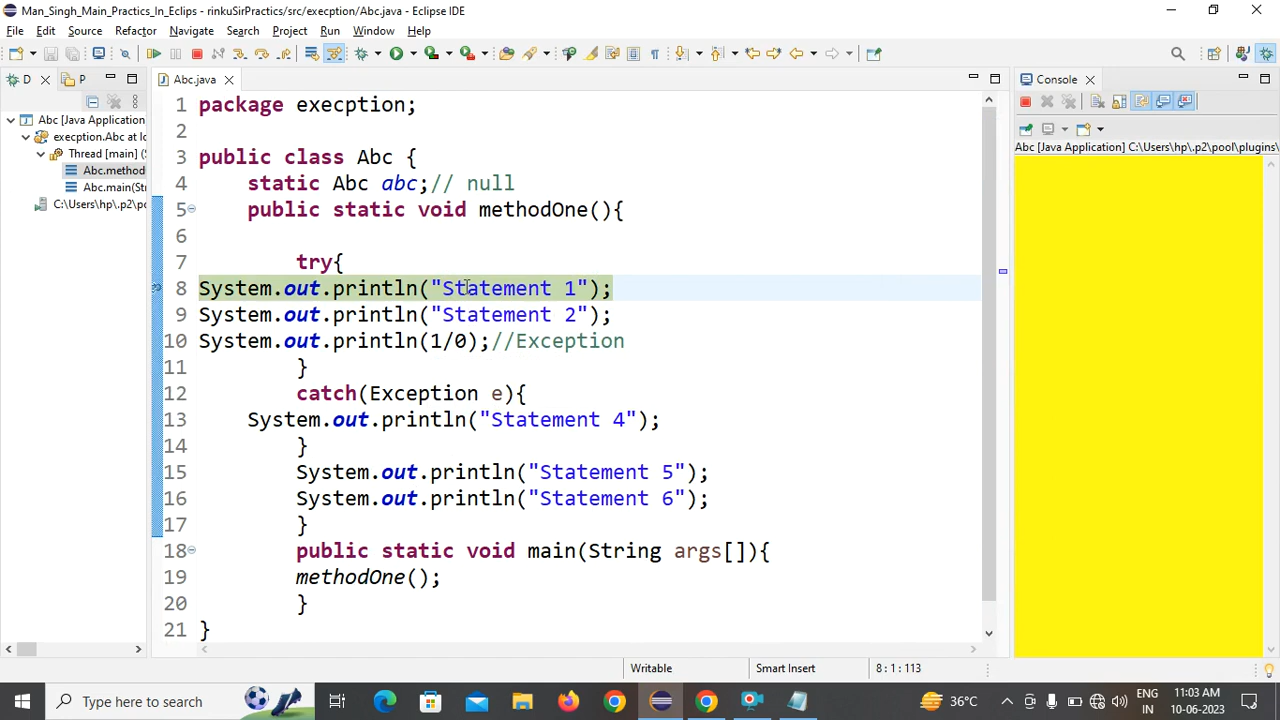 Man_Singh_Main_Practics_In_Eclips - rinkuSirPractics/src/execption/Abc.java - Eclipse IDE
File Edit Source Refactor Navigate Search Project Run Window Help
D P
Abc.java
Console
Abc [Java Application]
execption.Abc at lo
Thread [main] (S
Abc.method
Abc.main(Str
C:\Users\hp\.p2\po
1 package execption;
2
3 public class Abc {
4 static Abc abc;// null
5 public static void methodOne(){
6
7 try{
8 System.out.println("Statement 1");
9 System.out.println("Statement 2");
10 System.out.println(1/0);//Exception
11 }
12 catch(Exception e){
13 System.out.println("Statement 4");
14 }
15 System.out.println("Statement 5");
16 System.out.println("Statement 6");
17 }
18 public static void main(String args[]){
19 methodOne();
20 }
21 }
Abc [Java Application] C:\Users\hp\.p2\pool\plugins\
Writable Smart Insert 8 : 1 : 113
Type here to search
36°C
ENG
IN
11:03 AM
10-06-2023